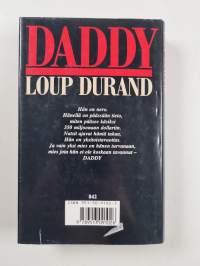 DADDY
LOUP DURAND
Hän on nero.
Hänellä on päässään tieto,
miten pääsee käsiksi
350 miljoonaan dollariin.
Natsit ajavat häntä takaa.
Hän on yksitoistavuotias.
Ja vain yksi mies on hänen turvanaan,
mies jota hän ei ole koskaan tavannut –
DADDY
842